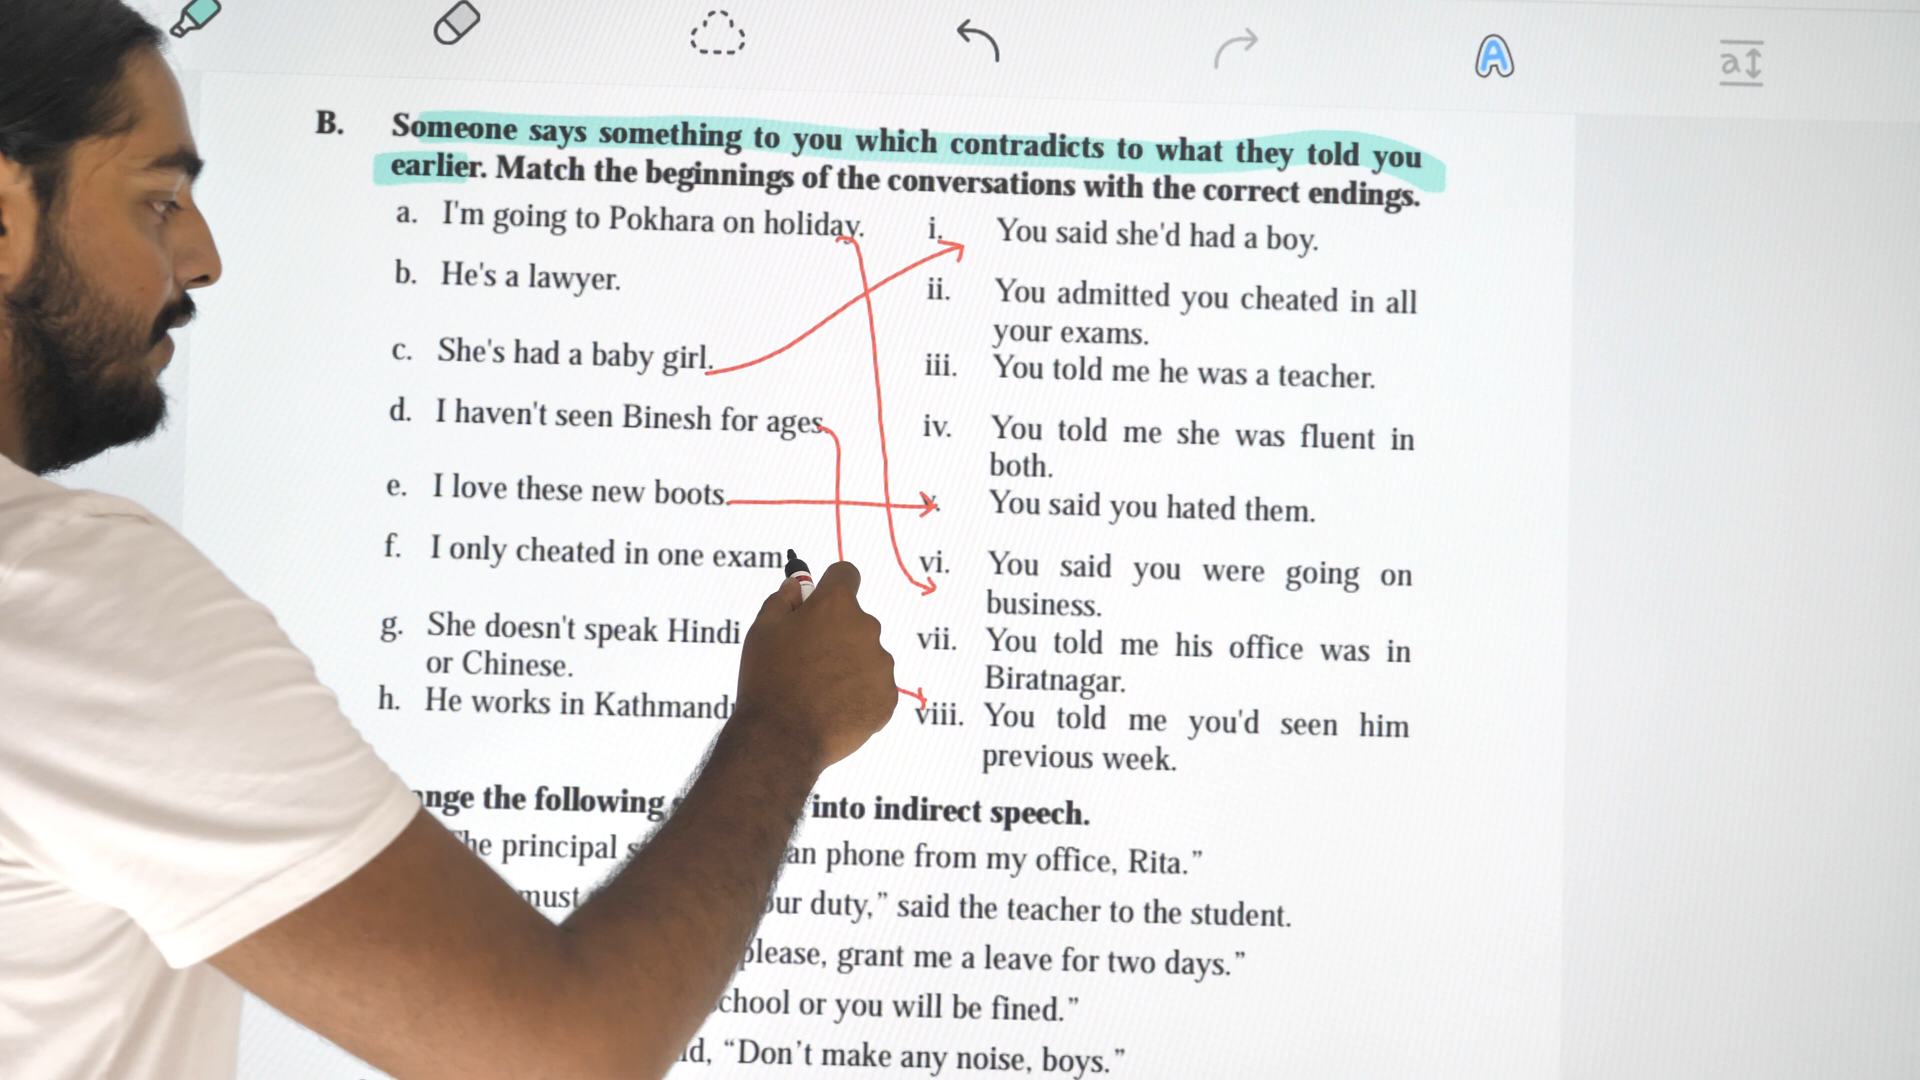 A
a
B. Someone says something to you which contradicts to what they told you
earlier. Match the beginnings of the conversations with the correct endings.
a. I'm going to Pokhara on holiday.
i. You said she'd had a boy.
b. He's a lawyer.
ii. You admitted you cheated in all
your exams.
c. She's had a baby girl.
iii. You told me he was a teacher.
d. I haven't seen Binesh for ages.
iv. You told me she was fluent in
both.
e. I love these new boots.
v. You said you hated them.
f. I only cheated in one exam
vi. You said you were going on
business.
g. She doesn't speak Hindi
or Chinese.
vii. You told me his office was in
Biratnagar.
h. He works in
viii. You told me you'd seen him
previous week.
the following into indirect speech.
principal phone from my office, Rita.”
must duty,” said the teacher to the student.
please, grant me a leave for two days.”
or you will be fined.”
“Don't make any noise, boys.”